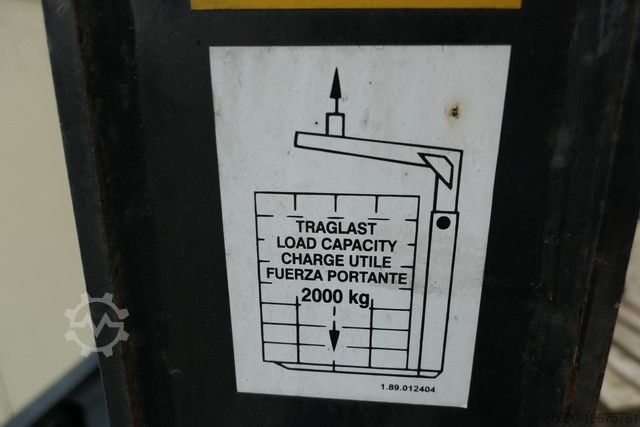 TRAGLAST
LOAD CAPACITY
CHARGE UTILE
FUERZA PORTANTE
2000 kg
1.89.012404